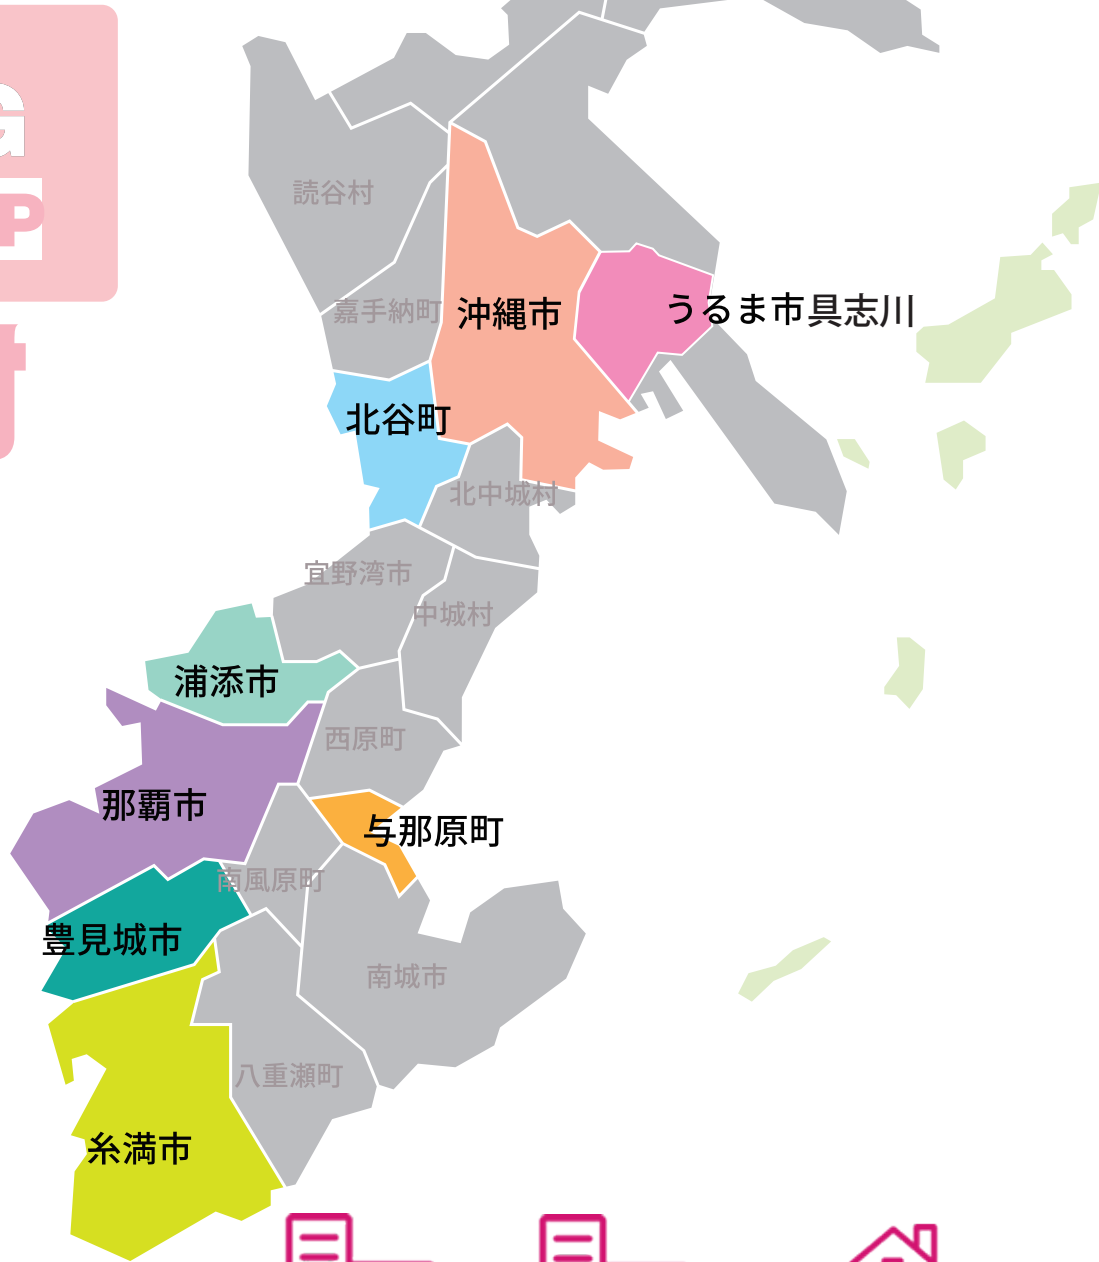 G
P
読谷村
嘉手納町
沖縄市
うるま市具志川
北谷町
北中城村
宜野湾市
中城村
浦添市
西原町
那覇市
与那原町
南風原町
豊見城市
南城市
八重瀬町
糸満市